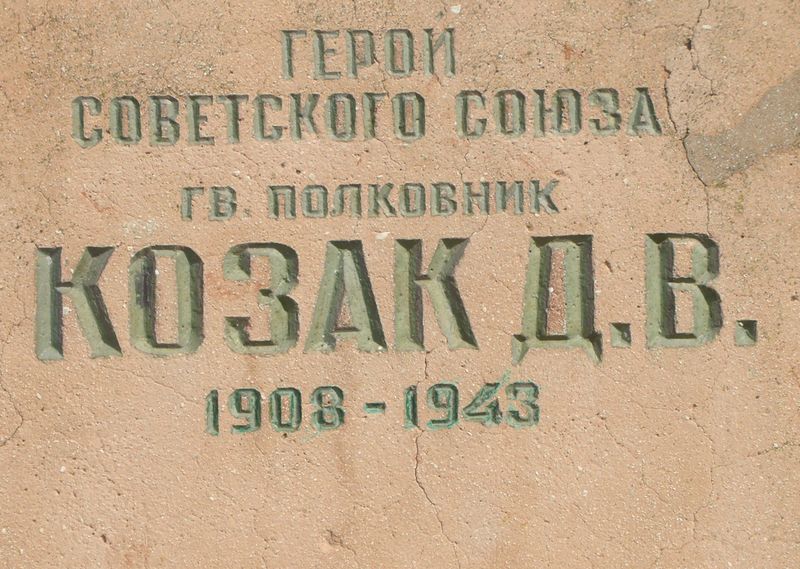 ГЕРОЙ
СОВЕТСКОГО СОЮЗА
ГВ. ПОЛКОВНИК
КОЗАК Д.В.
1908-1943